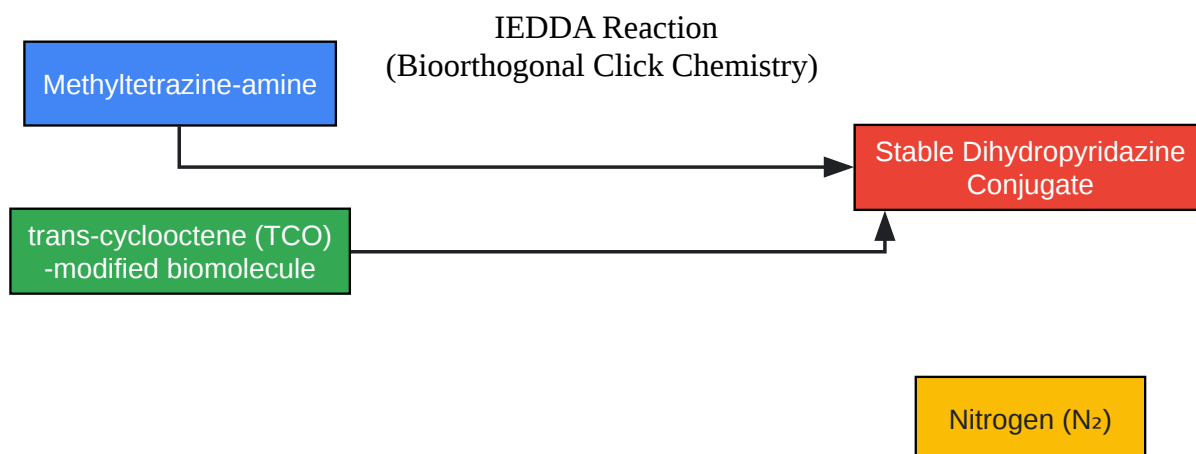 IEDDA Reaction
(Bioorthogonal Click Chemistry)
Methyltetrazine-amine
Stable Dihydropyridazine
Conjugate
trans-cyclooctene (TCO)
-modified biomolecule
Nitrogen (N₂)